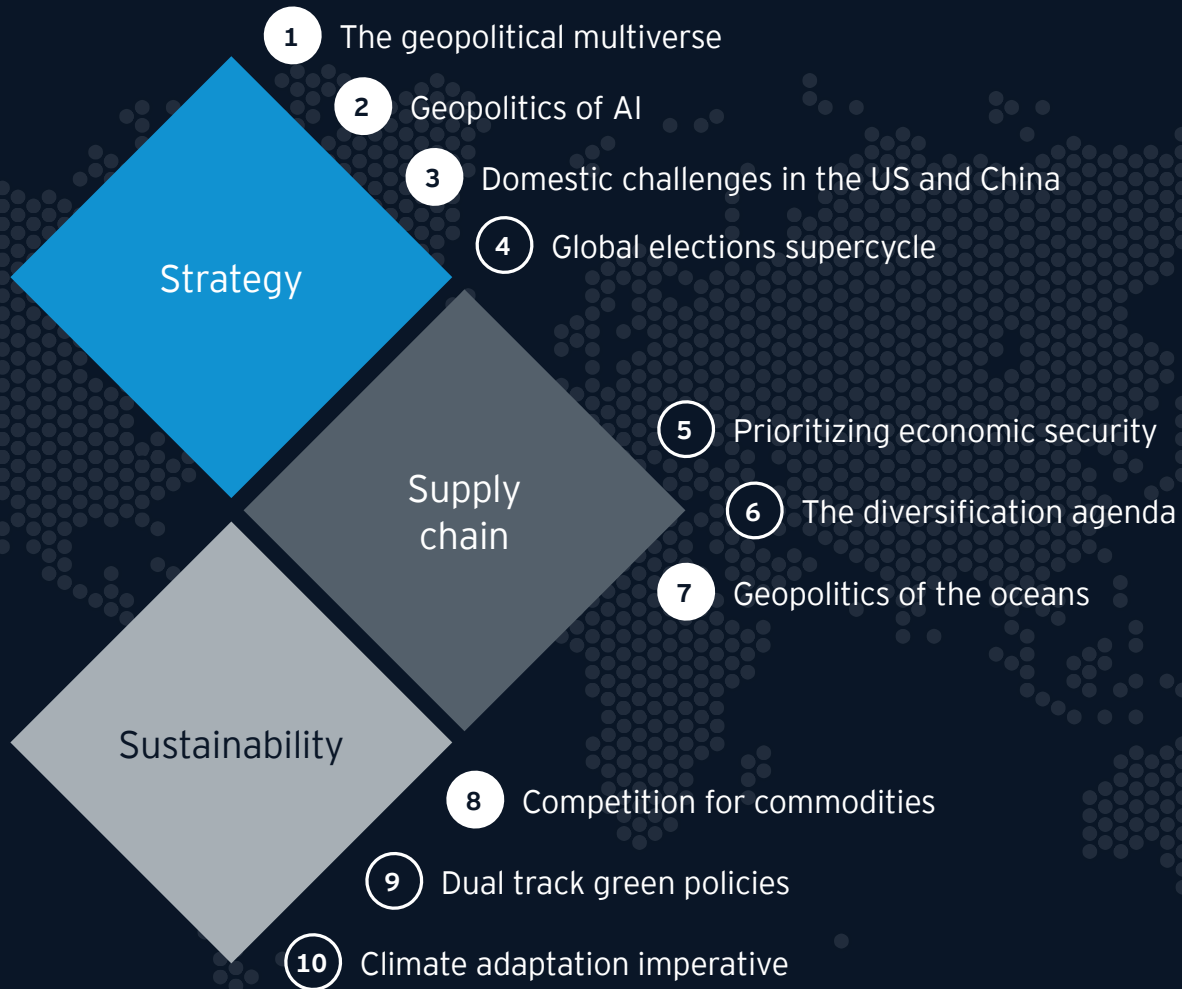 1 The geopolitical multiverse
2 Geopolitics of AI
3 Domestic challenges in the US and China
4 Global elections supercycle
Strategy
5 Prioritizing economic security
6 The diversification agenda
7 Geopolitics of the oceans
Supply
chain
8 Competition for commodities
9 Dual track green policies
10 Climate adaptation imperative
Sustainability